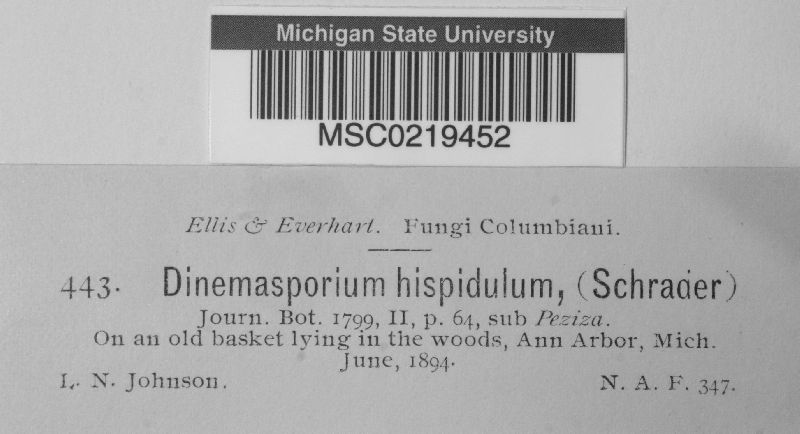 Michigan State University
MSC0219452
Ellis & Everhart. Fungi Columbiani.
443. Dinemasporium hispidulum, (Schrader)
Journ. Bot. 1799, II, p. 64, sub Peziza.
On an old basket lying in the woods, Ann Arbor, Mich.
June, 1894.
L. N. Johnson. N. A. F. 347.